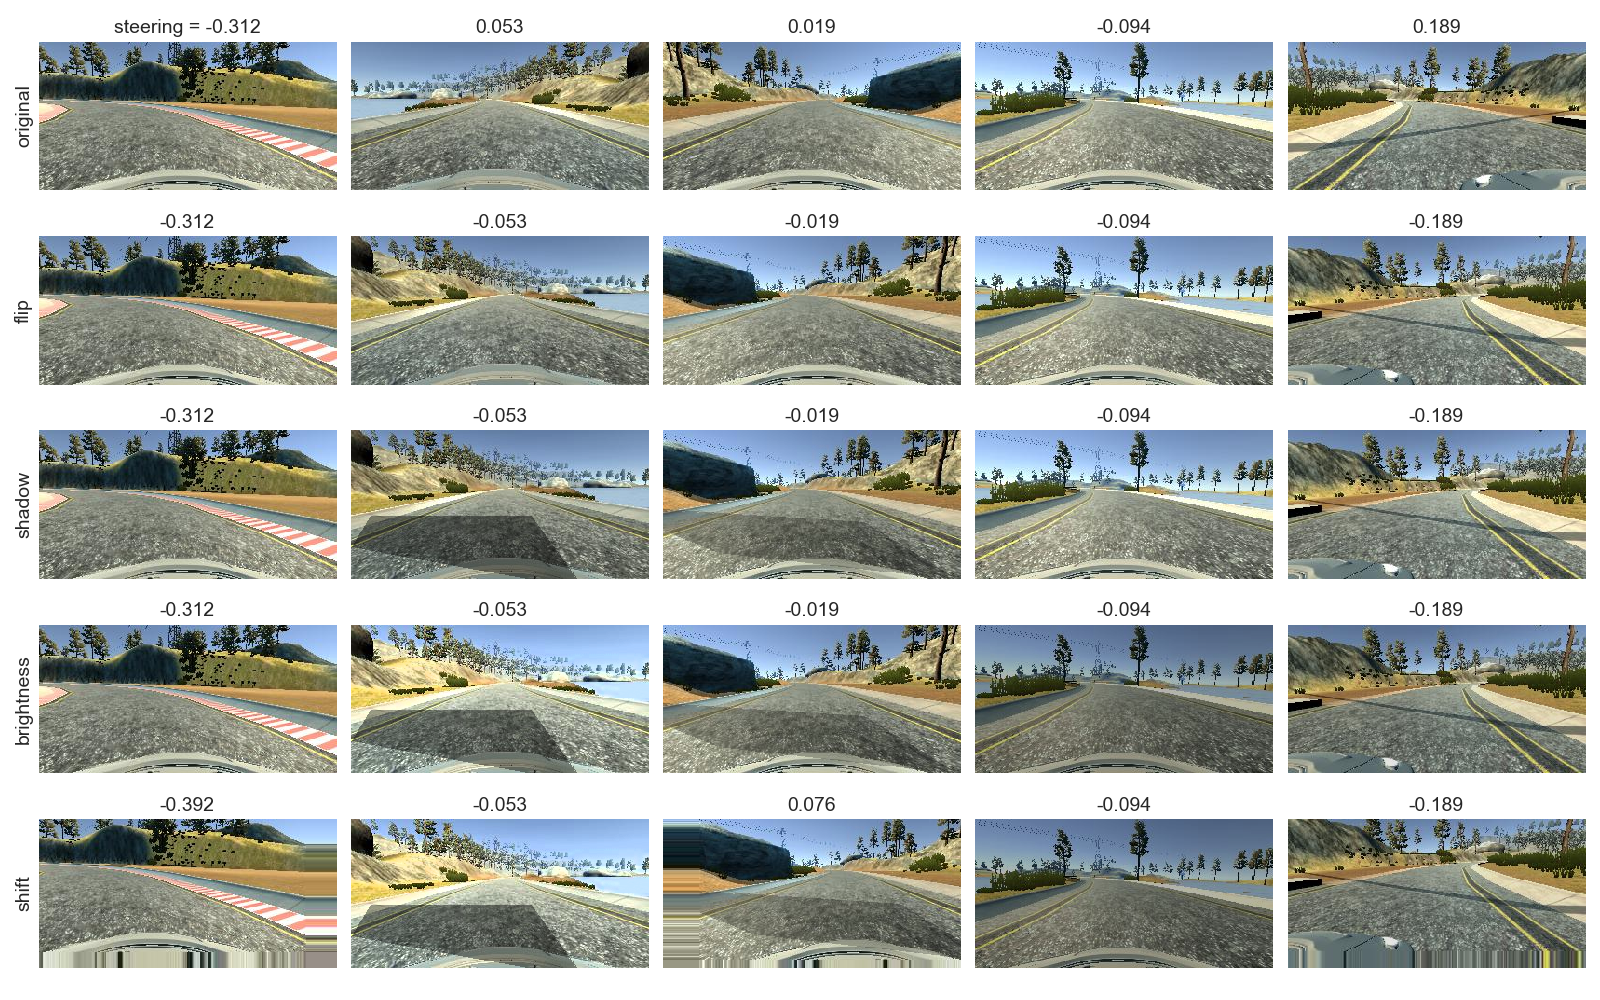 steering = -0.312 0.053 0.019 -0.094 0.189
original
-0.312 -0.053 -0.019 -0.094 -0.189
flip
-0.312 -0.053 -0.019 -0.094 -0.189
shadow
-0.312 -0.053 -0.019 -0.094 -0.189
brightness
-0.392 -0.053 0.076 -0.094 -0.189
shift